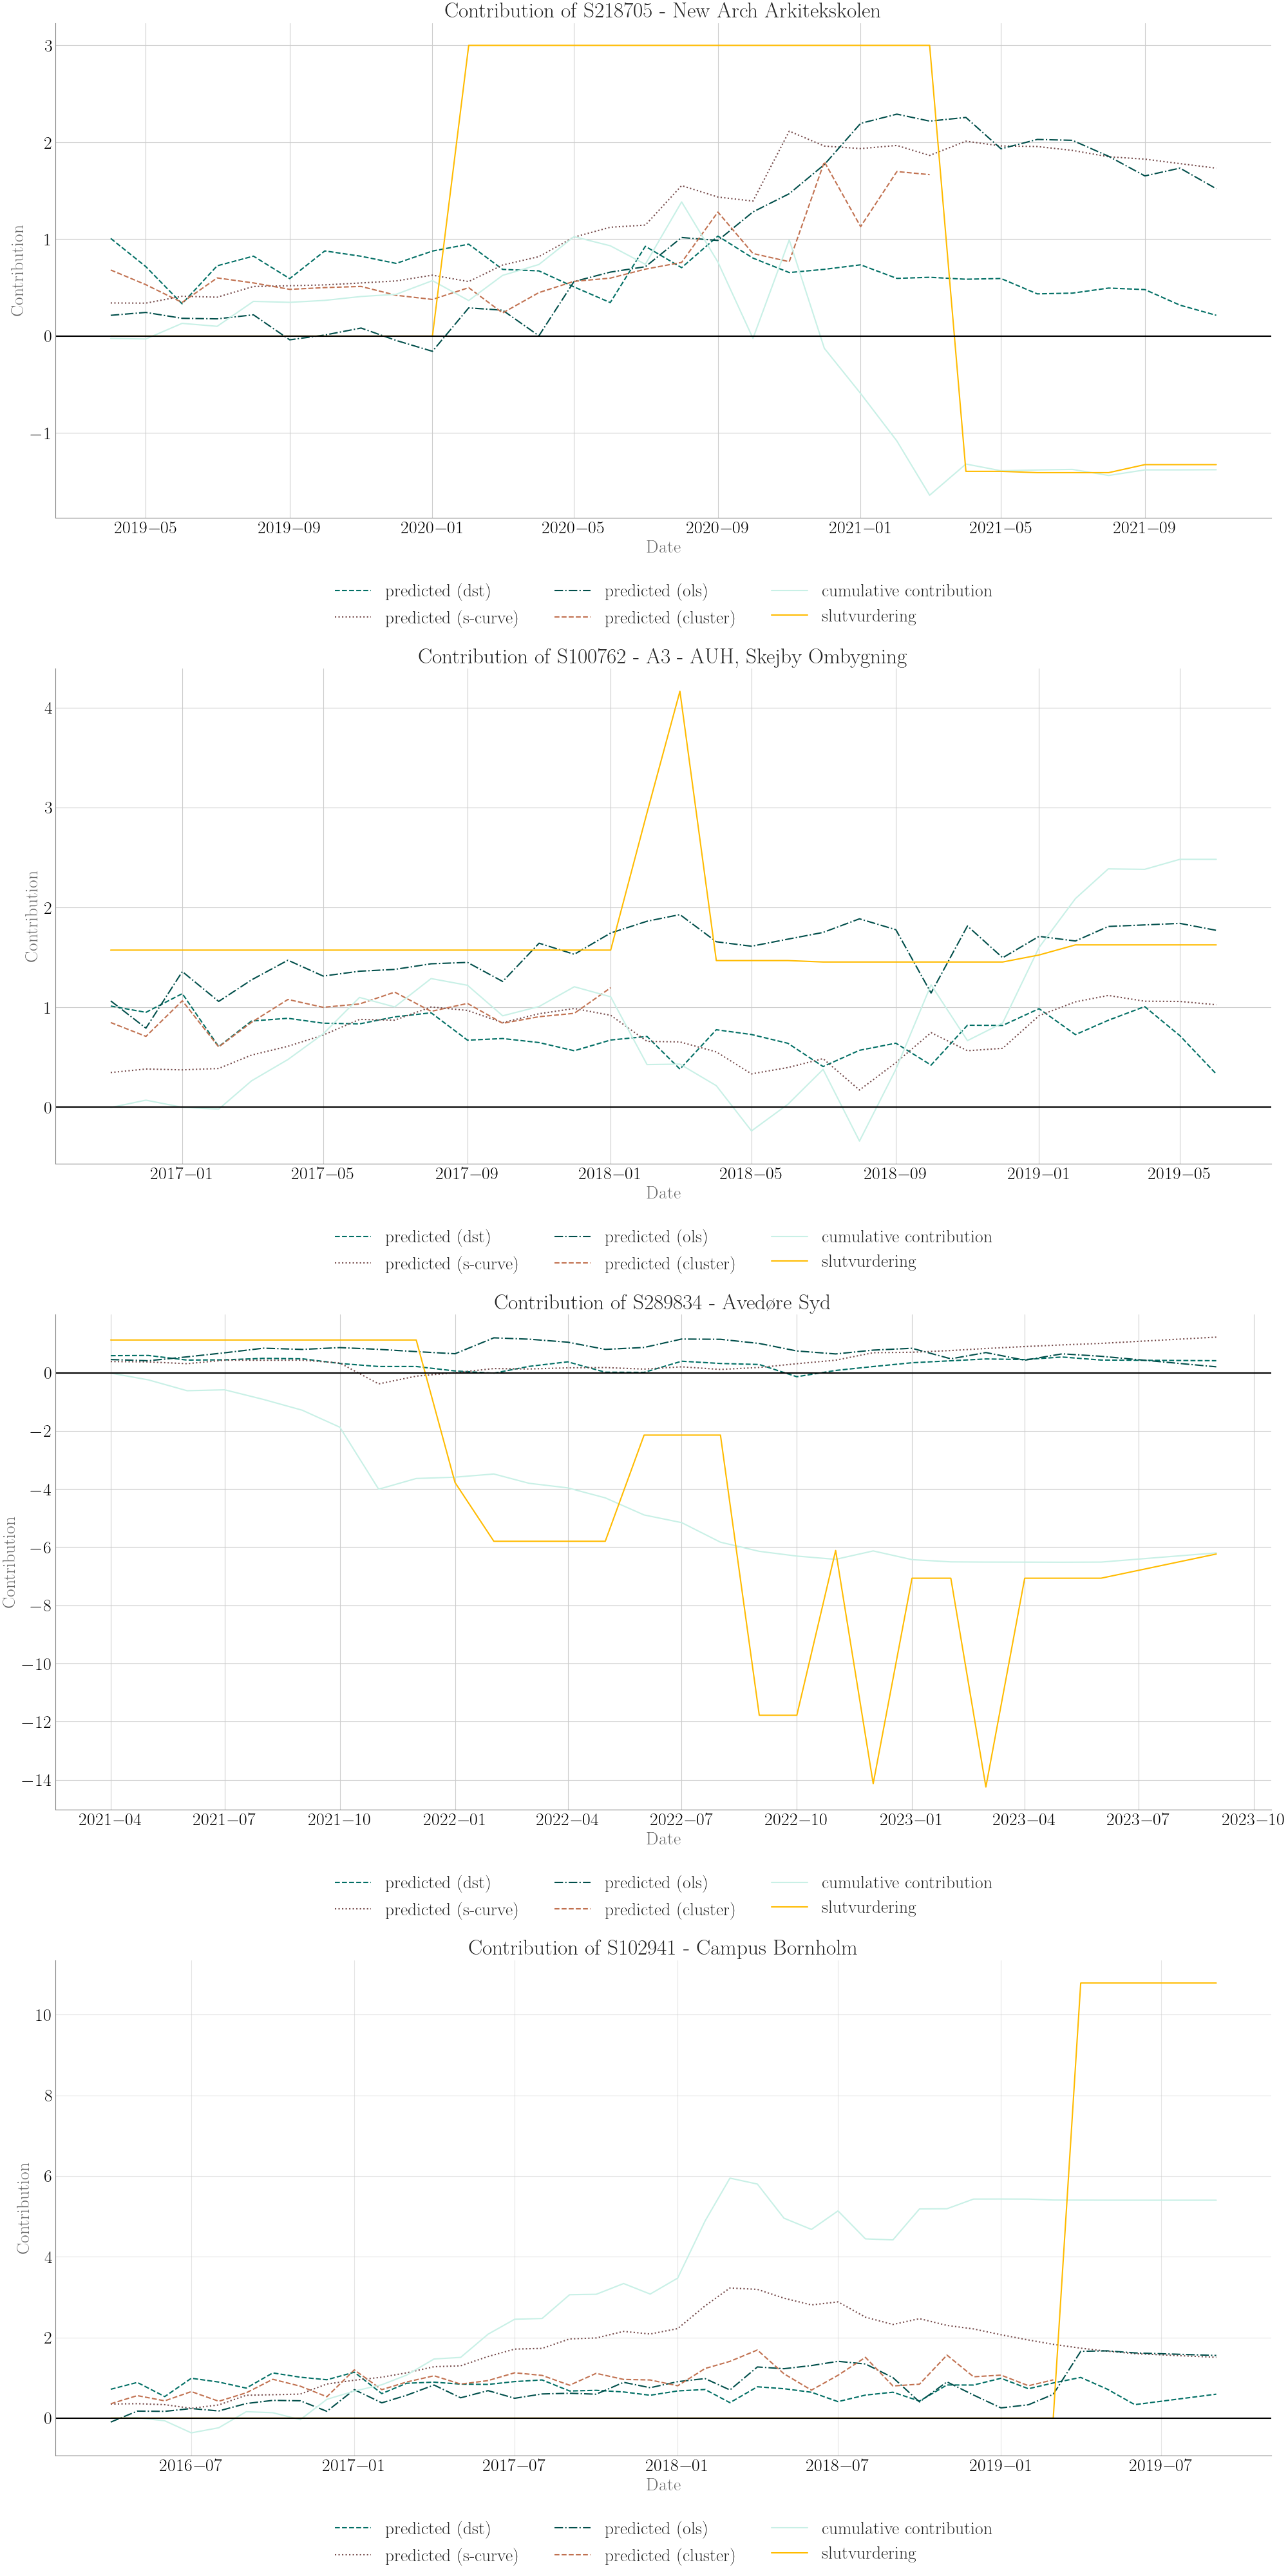 Contribution of S218705 - New Arch Arkitekskolen
3
2
1
0
−1
Contribution
2019−05 2019−09 2020−01 2020−05 2020−09 2021−01 2021−05 2021−09
Date
predicted (dst) predicted (ols) cumulative contribution
predicted (s-curve) predicted (cluster) slutvurdering
Contribution of S100762 - A3 - AUH, Skejby Ombygning
4
3
2
1
0
Contribution
2017−01 2017−05 2017−09 2018−01 2018−05 2018−09 2019−01 2019−05
Date
predicted (dst) predicted (ols) cumulative contribution
predicted (s-curve) predicted (cluster) slutvurdering
Contribution of S289834 - Avedøre Syd
0
−2
−4
−6
−8
−10
−12
−14
Contribution
2021−04 2021−07 2021−10 2022−01 2022−04 2022−07 2022−10 2023−01 2023−04 2023−07 2023−10
Date
predicted (dst) predicted (ols) cumulative contribution
predicted (s-curve) predicted (cluster) slutvurdering
Contribution of S102941 - Campus Bornholm
10
8
6
4
2
0
Contribution
2016−07 2017−01 2017−07 2018−01 2018−07 2019−01 2019−07
Date
predicted (dst) predicted (ols) cumulative contribution
predicted (s-curve) predicted (cluster) slutvurdering